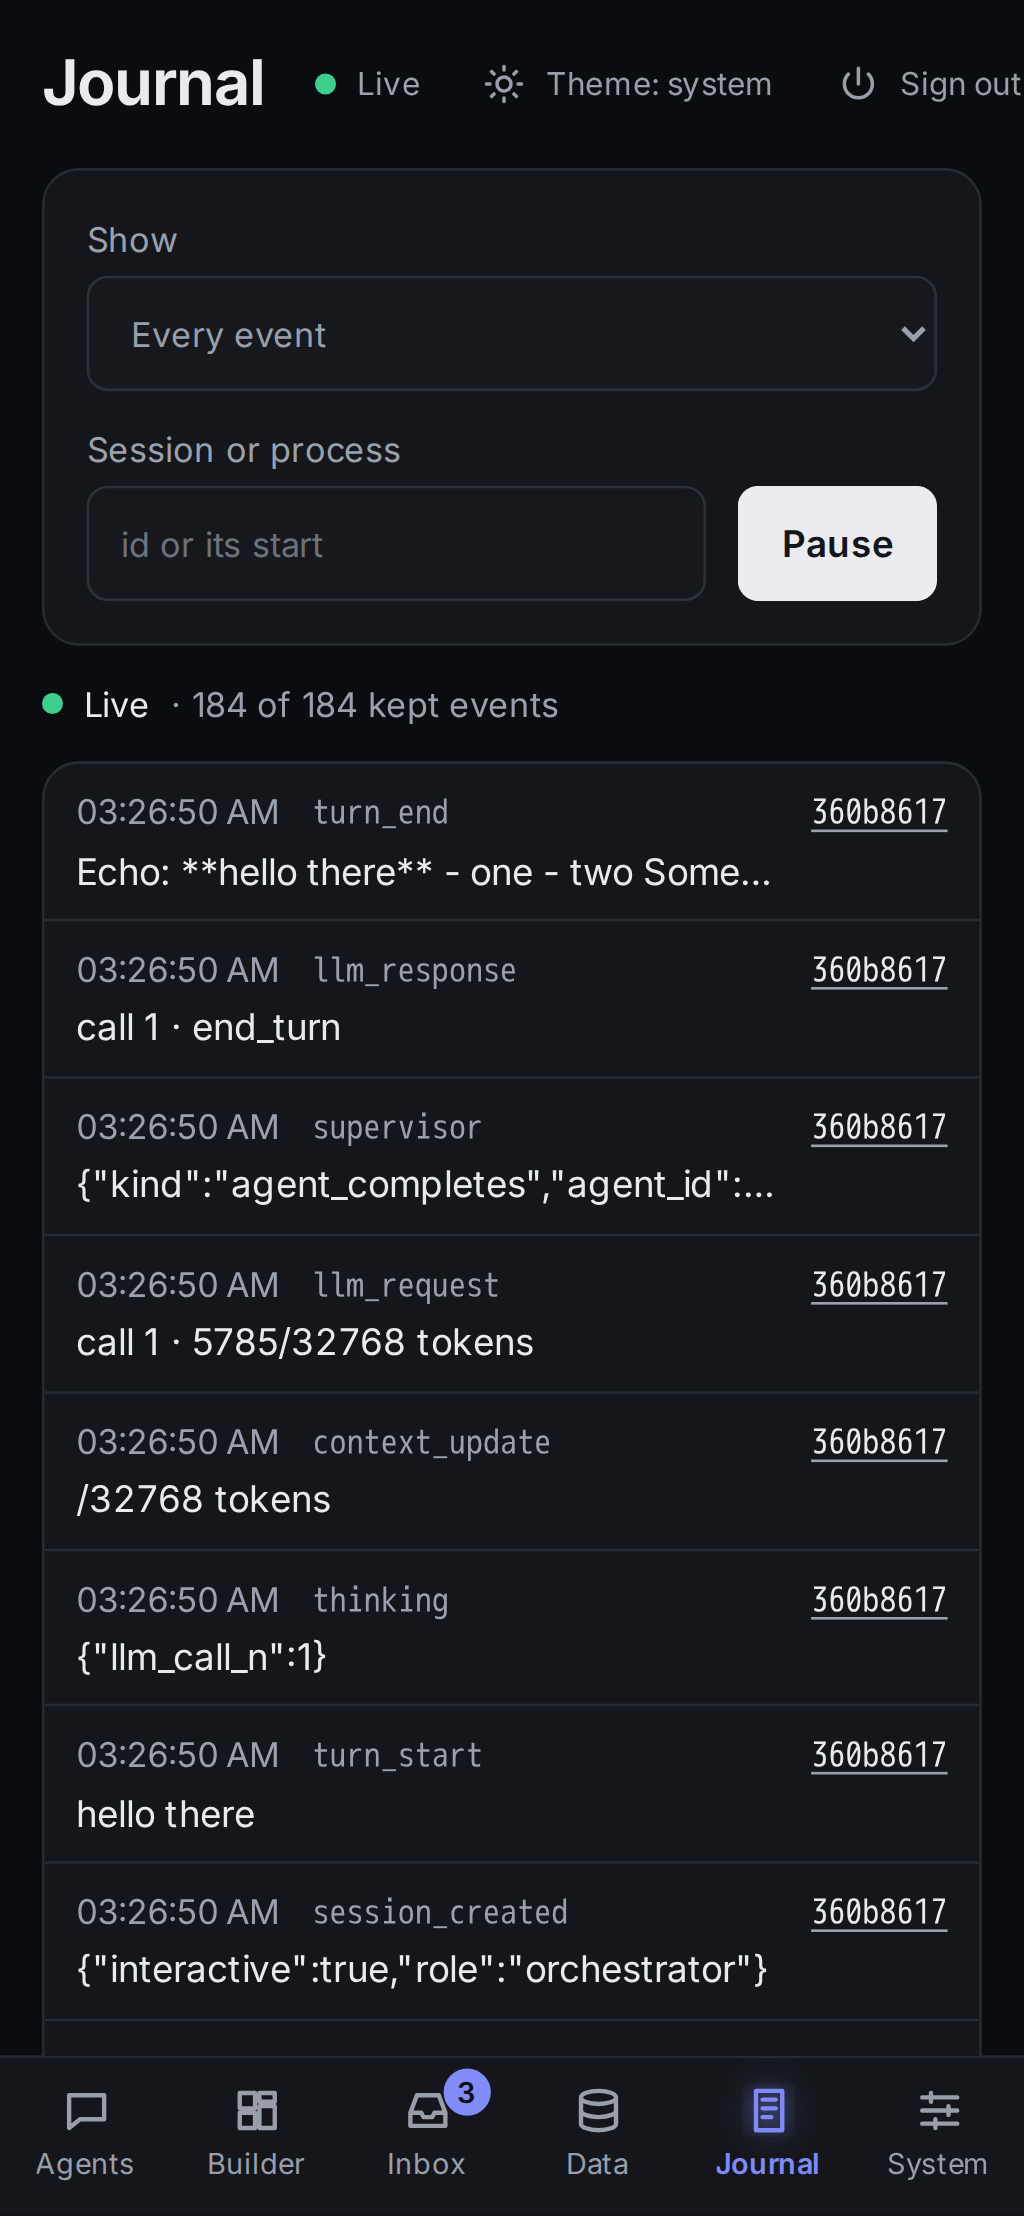 Journal Live Theme: system Sign out
Show
Every event
Session or process
id or its start Pause
Live · 184 of 184 kept events
03:26:50 AM turn_end 360b8617
Echo: **hello there** - one - two Some...
03:26:50 AM llm_response 360b8617
call 1 · end_turn
03:26:50 AM supervisor 360b8617
{"kind":"agent_completes","agent_id":...
03:26:50 AM llm_request 360b8617
call 1 · 5785/32768 tokens
03:26:50 AM context_update 360b8617
/32768 tokens
03:26:50 AM thinking 360b8617
{"llm_call_n":1}
03:26:50 AM turn_start 360b8617
hello there
03:26:50 AM session_created 360b8617
{"interactive":true,"role":"orchestrator"}
3
Agents Builder Inbox Data Journal System